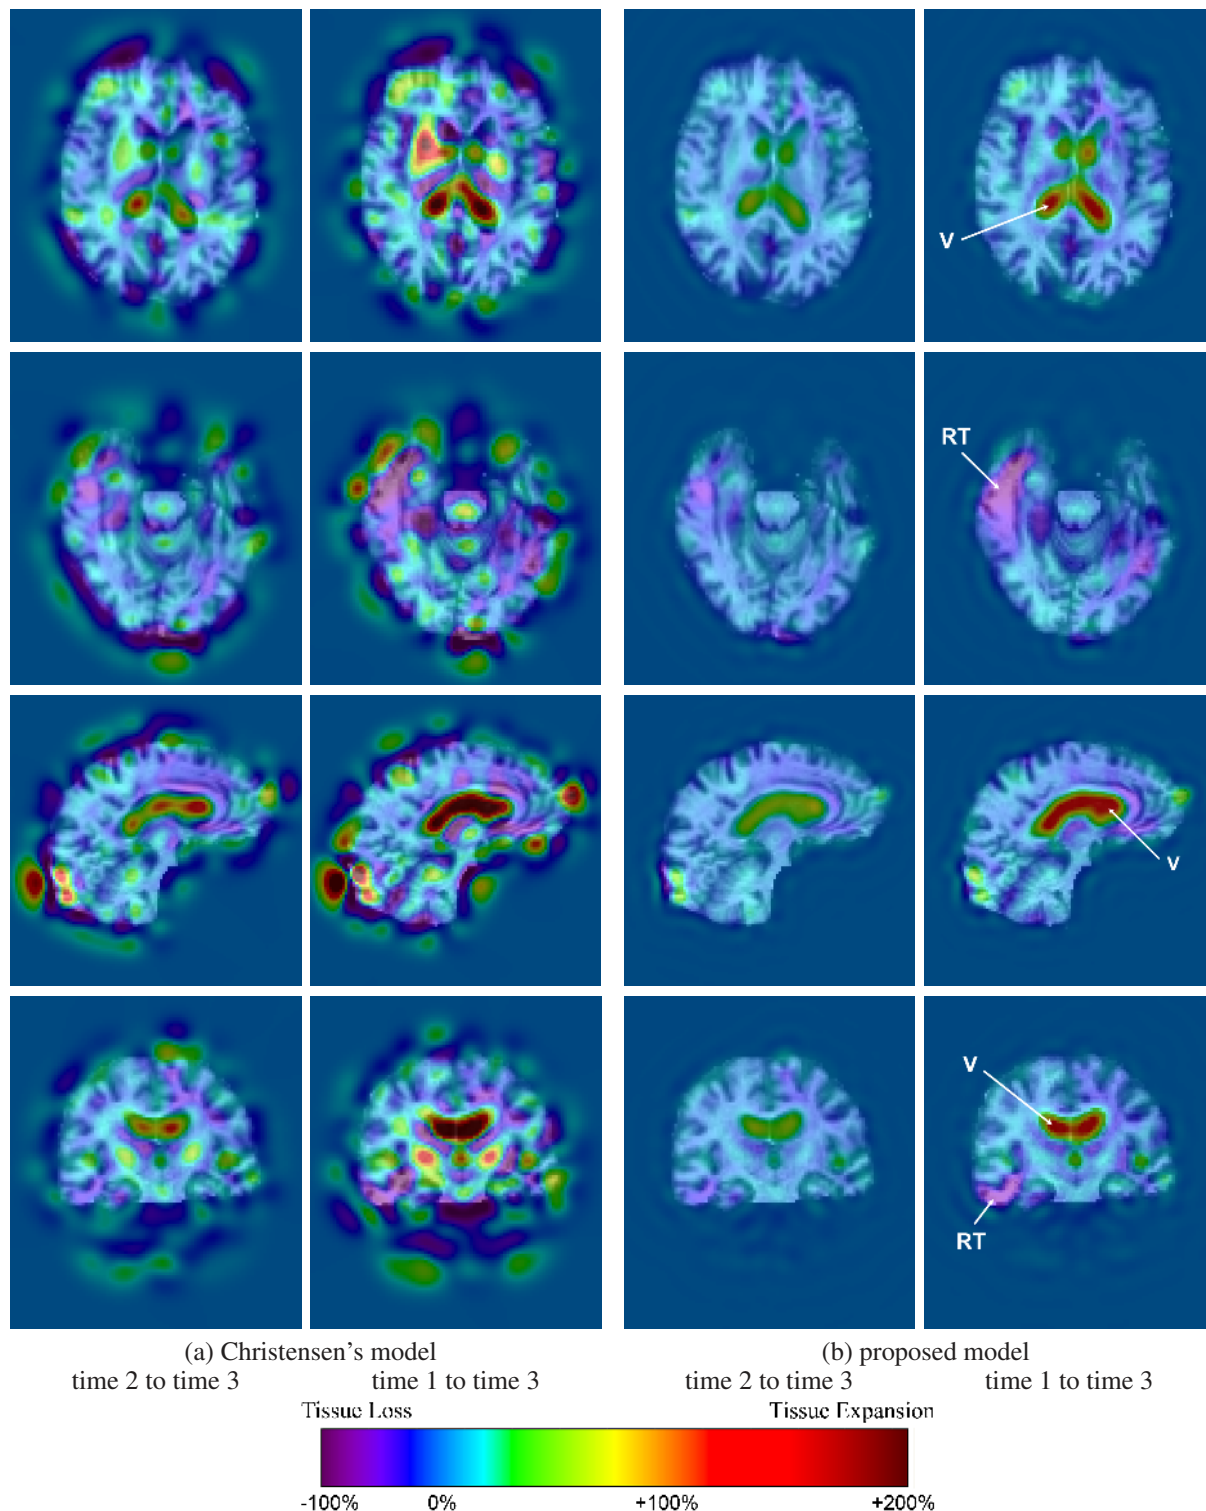 V
RT
V
V
RT
(a) Christensen's model
(b) proposed model
time 2 to time 3
time 1 to time 3
time 2 to time 3
time 1 to time 3
Tissue Loss
Tissue Expansion
-100%
0%
+100%
+200%